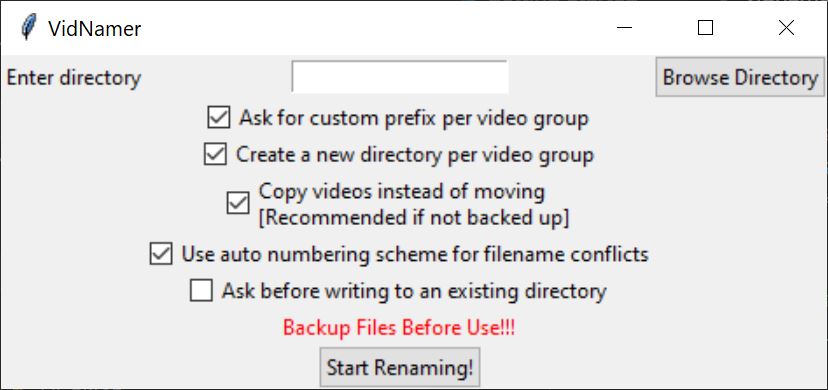 VidNamer
Enter directory
Browse Directory
Ask for custom prefix per video group
Create a new directory per video group
Copy videos instead of moving
[Recommended if not backed up]
Use auto numbering scheme for filename conflicts
Ask before writing to an existing directory
Backup Files Before Use!!!
Start Renaming!